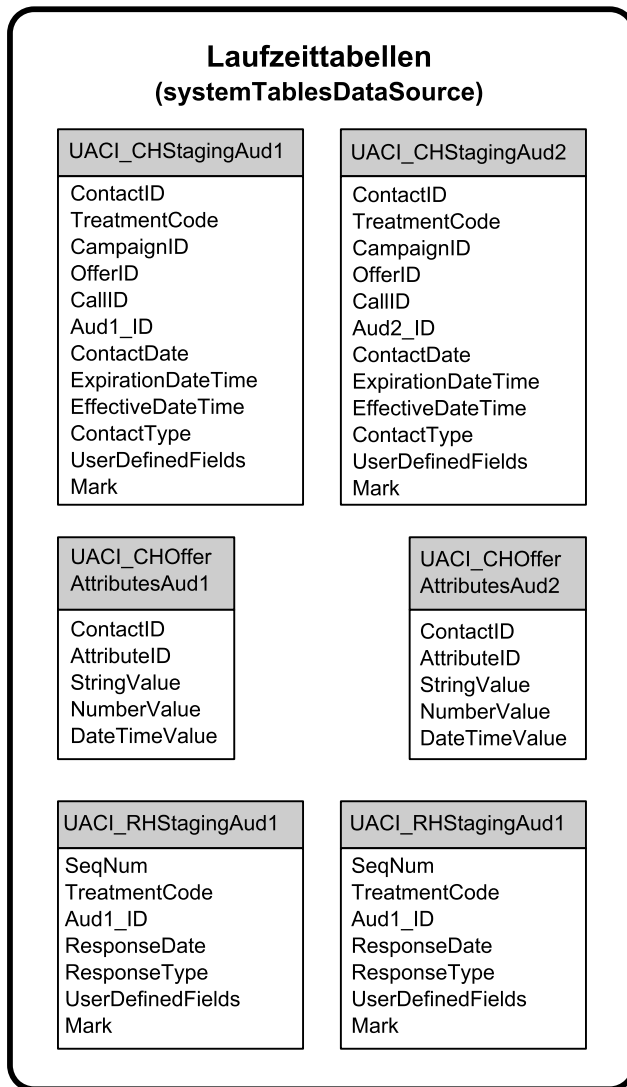 Laufzeittabellen
(systemTablesDataSource)
UACI_CHStagingAud1
ContactID
TreatmentCode
CampaignID
OfferID
CallID
Aud1_ID
ContactDate
ExpirationDateTime
EffectiveDateTime
ContactType
UserDefinedFields
Mark
UACI_CHStagingAud2
ContactID
TreatmentCode
CampaignID
OfferID
CallID
Aud2_ID
ContactDate
ExpirationDateTime
EffectiveDateTime
ContactType
UserDefinedFields
Mark
UACI_CHOffer
AttributesAud1
ContactID
AttributeID
StringValue
NumberValue
DateTimeValue
UACI_CHOffer
AttributesAud2
ContactID
AttributeID
StringValue
NumberValue
DateTimeValue
UACI_RHStagingAud1
SeqNum
TreatmentCode
Aud1_ID
ResponseDate
ResponseType
UserDefinedFields
Mark
UACI_RHStagingAud1
SeqNum
TreatmentCode
Aud1_ID
ResponseDate
ResponseType
UserDefinedFields
Mark